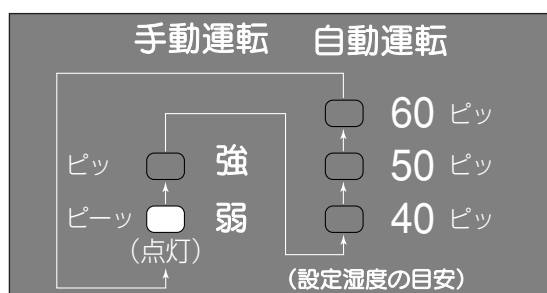 手動運転 自動運転
60 ピッ
ピッ 強 50 ピッ
ピーッ 弱 40 ピッ
(点灯)
(設定湿度の目安)